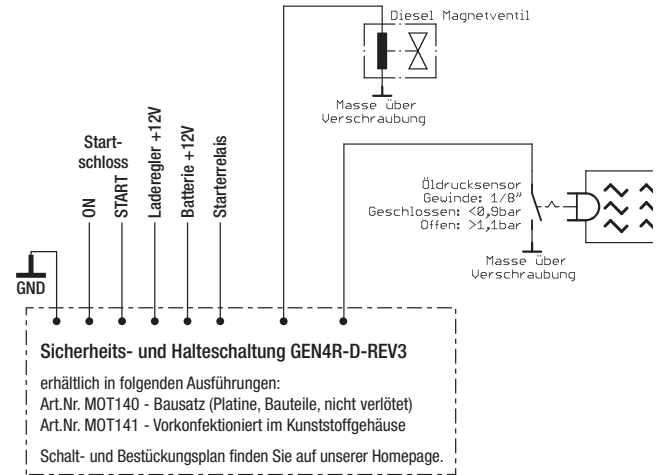 Diesel Magnetventil
Masse über
Verschraubung
Start-
schloss
ON
START
Laderegler +12V
Batterie +12V
Starterrelais
Öldrucksensor
Gewinde: 1/8"
Geschlossen: <0,9bar
Offen: >1,1bar
Masse über
Verschraubung
GND
Sicherheits- und Halteschaltung GEN4R-D-REV3
erhältlich in folgenden Ausführungen:
Art.Nr. MOT140 - Bausatz (Platine, Bauteile, nicht verlötet)
Art.Nr. MOT141 - Vorkonfektioniert im Kunststoffgehäuse
Schalt- und Bestückungsplan finden Sie auf unserer Homepage.